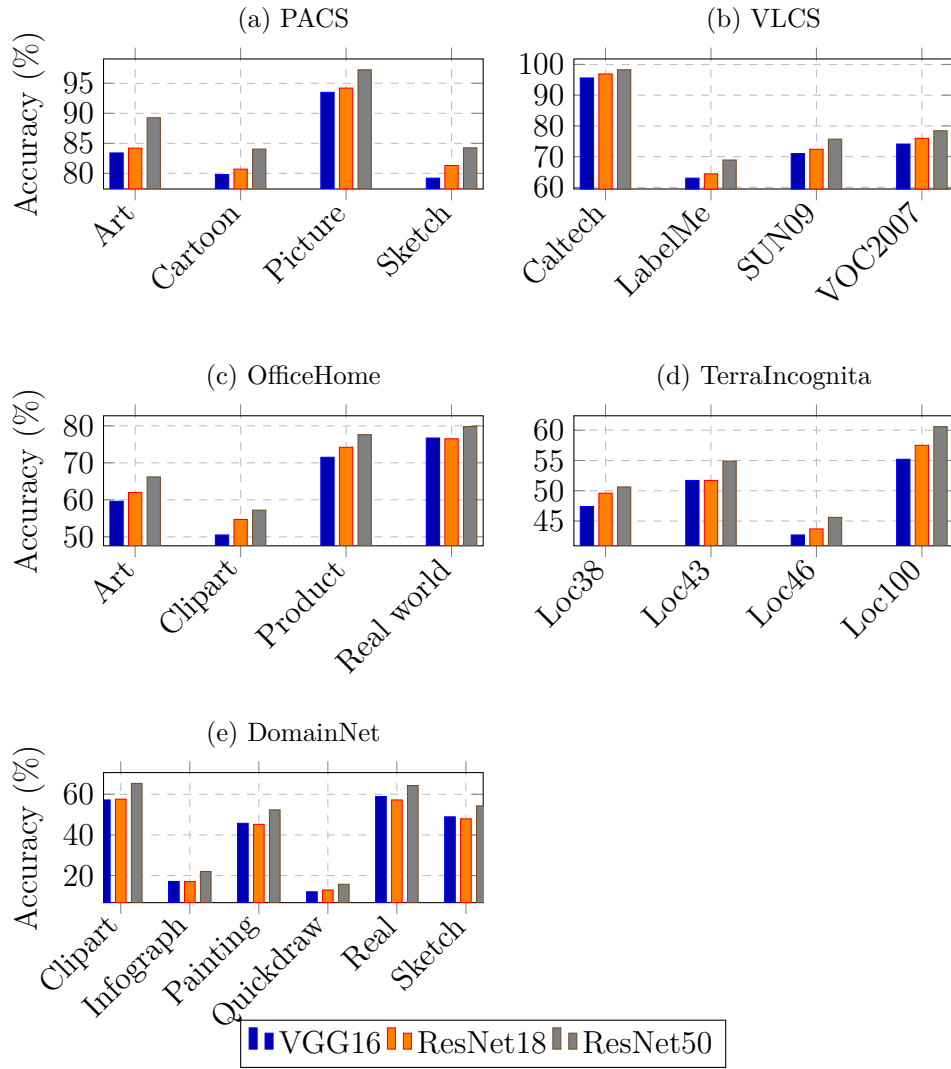 (a) PACS
Accuracy (%)
95
90
85
80
Art
Cartoon
Picture
Sketch
(b) VLCS
100
90
80
70
60
Caltech
LabelMe
SUN09
VOC2007
(c) OfficeHome
Accuracy (%)
80
70
60
50
Art
Clipart
Product
Real world
(d) TerraIncognita
60
55
50
45
Loc38
Loc43
Loc46
Loc100
(e) DomainNet
Accuracy (%)
60
40
20
Clipart
Infograph
Painting
Quickdraw
Real
Sketch
VGG16 ResNet18 ResNet50